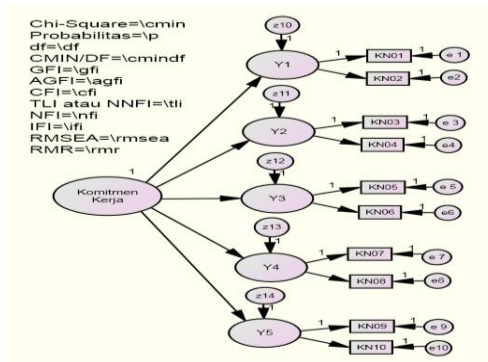 Chi-Square=\cmin
Probabilitas=\p
df=\df
CMIN/DF=\cmindf
GFI=\gfi
AGFI=\agfi
CFI=\cfi
TLI atau NNFI=\tli
NFI=\nfi
IFI=\ifi
RMSEA=\rmsea
RMR=\rmr
z10
1
Y1
1
KN01
1
e 1
KN02
1
e2
z11
1
Y2
1
KN03
1
e 3
KN04
1
e4
z12
1
Y3
1
KN05
1
e 5
KN06
1
e6
1
Komitmen
Kerja
z13
1
Y4
1
KN07
1
e 7
KN08
1
e8
z14
1
Y5
1
KN09
1
e 9
KN10
1
e10